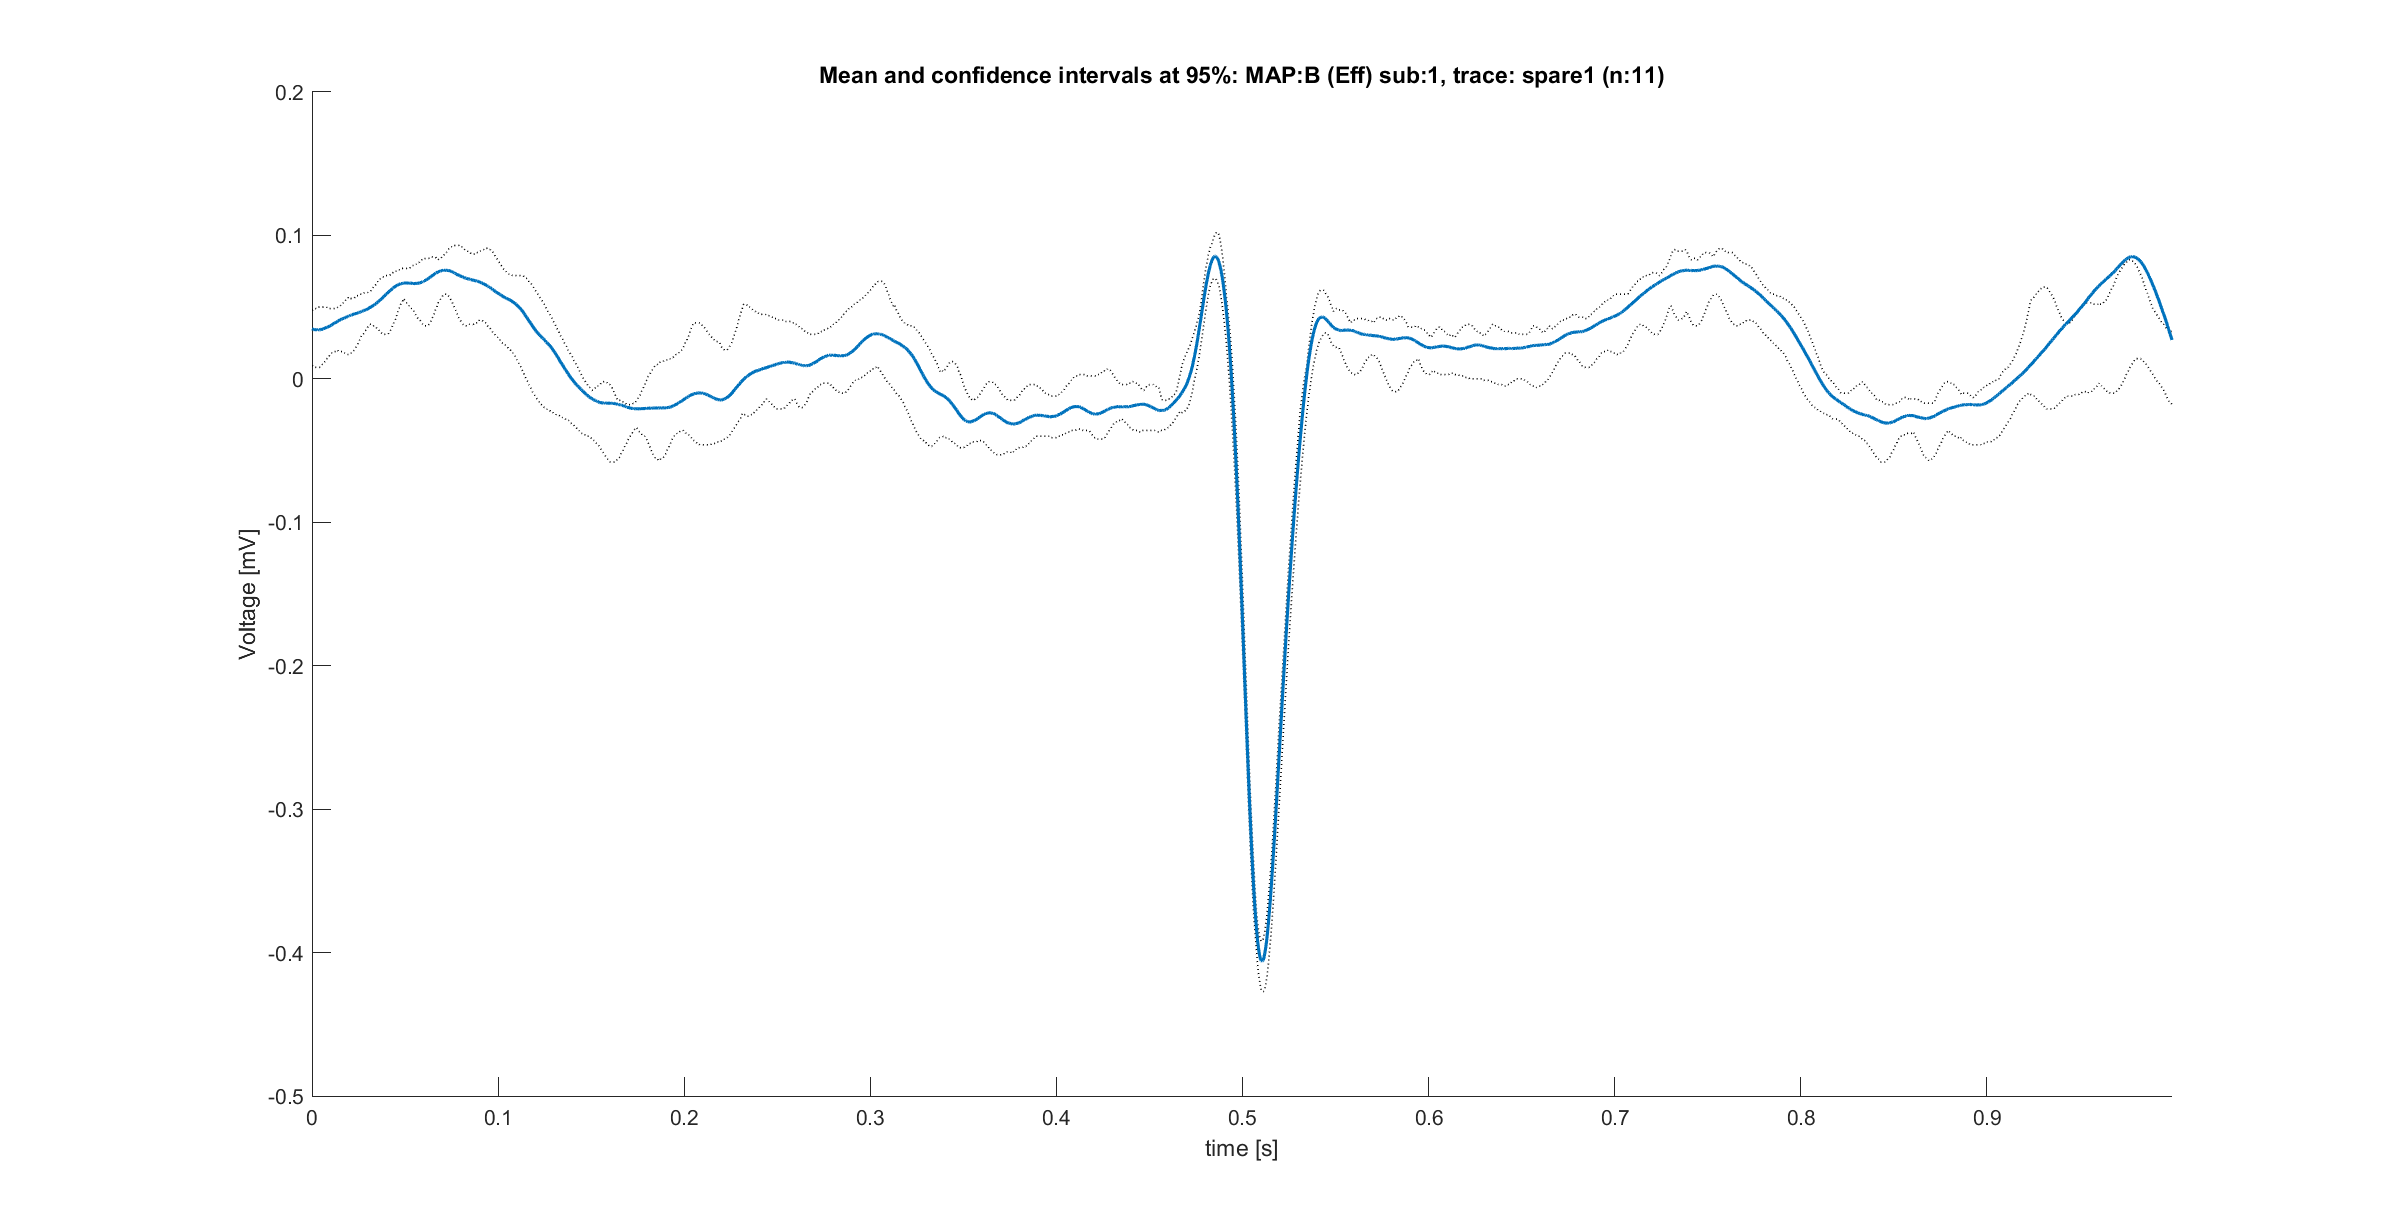 Mean and confidence intervals at 95%: MAP:B (Eff) sub:1, trace: spare1 (n:11)
0.2
0.1
0
-0.1
-0.2
-0.3
-0.4
-0.5
Voltage [mV]
0 0.1 0.2 0.3 0.4 0.5 0.6 0.7 0.8 0.9
time [s]